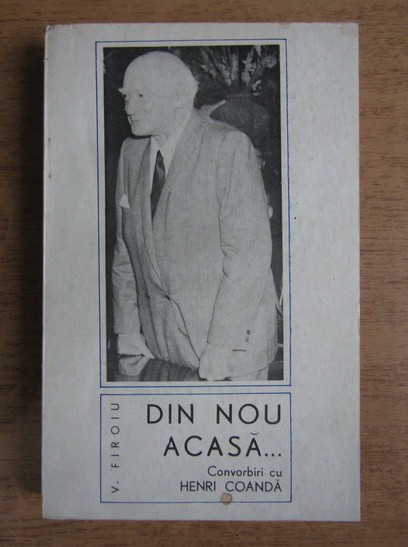 V. FIROIU
DIN NOU
ACASĂ...
Convorbiri cu
HENRI COANDĂ